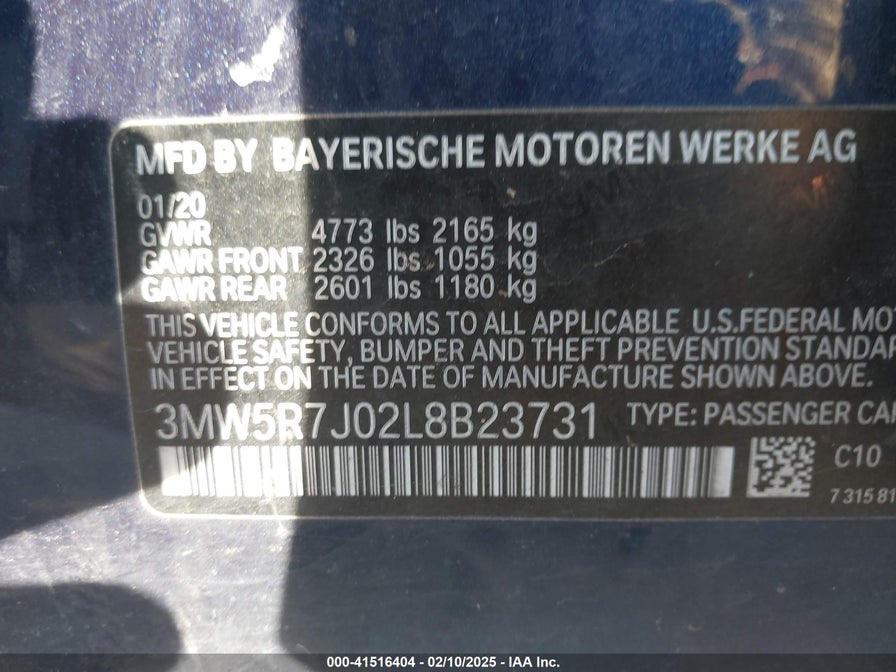 MFD BY BAYERISCHE MOTOREN WERKE AG
01/20
GVWR 4773 lbs 2165 kg
GAWR FRONT 2326 lbs 1055 kg
GAWR REAR 2601 lbs 1180 kg
THIS VEHICLE CONFORMS TO ALL APPLICABLE U.S.FEDERAL MOT
VEHICLE SAFETY, BUMPER AND THEFT PREVENTION STANDAR
IN EFFECT ON THE DATE OF MANUFACTURE SHOWN ABOVE.
3MW5R7J02L8B23731 TYPE: PASSENGER CA
C10
7 315 81
000-41516404 - 02/10/2025 - IAA Inc.